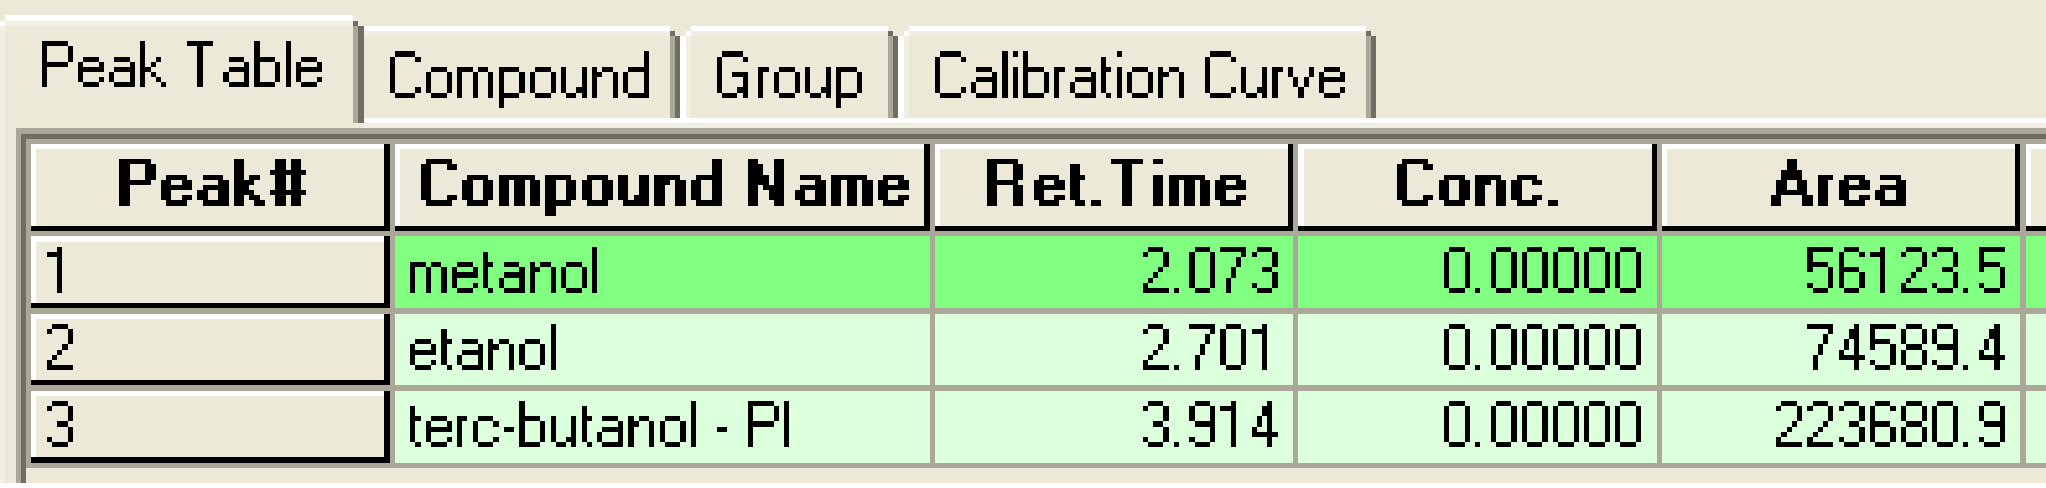 Peak Table Compound Group Calibration Curve
Peak# Compound Name Ret.Time Conc. Area
1 metanol 2.073 0.00000 56123.5
2 etanol 2.701 0.00000 74589.4
3 terc-butanol - PI 3.914 0.00000 223680.9